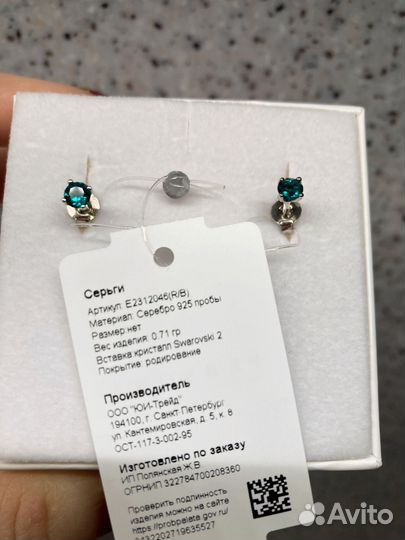 Серьги
Артикул: E2312046(R/B)
Материал: Серебро 925 пробы
Размер: нет
Вес изделия: 0.71 гр
Вставка кристалл Swarovski 2
Покрытие: родирование
Производитель
ООО "ЮИ-Трейд"
194100, г. Санкт-Петербург
ул. Кантемировская, д. 5, к. 8
ОСТ-117-3-002-95
Изготовлено по заказу
ИП Полянская Ж.В
ОГРНИП 322784700208360
Проверить подлинность
изделия можно на сайте
https://probpalata.gov.ru/
Avito